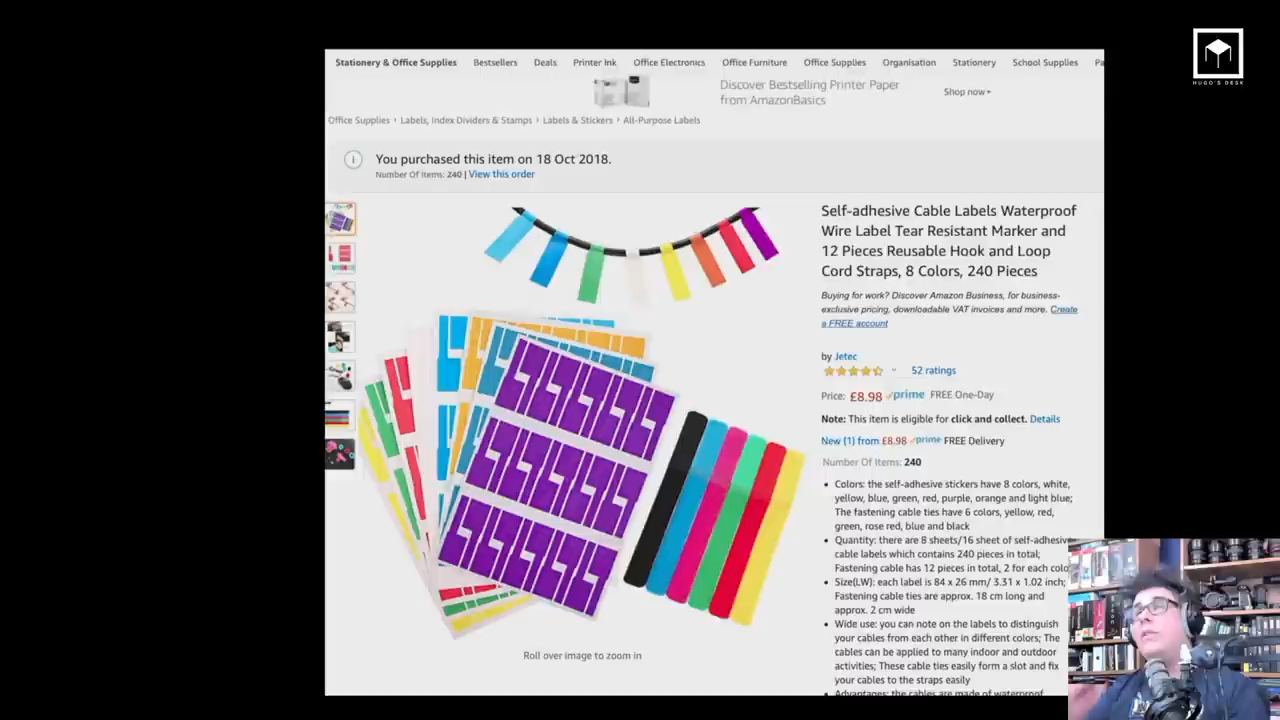 HUGO'S DESK
Stationery & Office Supplies Bestsellers Deals Printer Ink Office Electronics Office Furniture Office Supplies Organisation Stationery School Supplies Pa
Discover Bestselling Printer Paper
from AmazonBasics
Shop now
Office Supplies › Labels, Index Dividers & Stamps › Labels & Stickers › All-Purpose Labels
You purchased this item on 18 Oct 2018.
Number Of Items: 240 | View this order
Self-adhesive Cable Labels Waterproof
Wire Label Tear Resistant Marker and
12 Pieces Reusable Hook and Loop
Cord Straps, 8 Colors, 240 Pieces
Buying for work? Discover Amazon Business, for business-
exclusive pricing, downloadable VAT invoices and more. Create
a FREE account
by Jetec
52 ratings
Price: £8.98 prime FREE One-Day
Note: This item is eligible for click and collect. Details
New (1) from £8.98 prime FREE Delivery
Number Of Items: 240
• Colors: the self-adhesive stickers have 8 colors, white,
yellow, blue, green, red, purple, orange and light blue;
The fastening cable ties have 6 colors, yellow, red,
green, rose red, blue and black
• Quantity: there are 8 sheets/16 sheet of self-adhesive
cable labels which contains 240 pieces in total;
Fastening cable has 12 pieces in total, 2 for each colo
• Size(LW): each label is 84 x 26 mm/ 3.31 x 1.02 inch;
Fastening cable ties are approx. 18 cm long and
approx. 2 cm wide
• Wide use: you can note on the labels to distinguish
your cables from each other in different colors; The
cables can be applied to many indoor and outdoor
activities; These cable ties easily form a slot and fix
your cables to the straps easily
• Advantages: the cables are made of waterproof,
Roll over image to zoom in